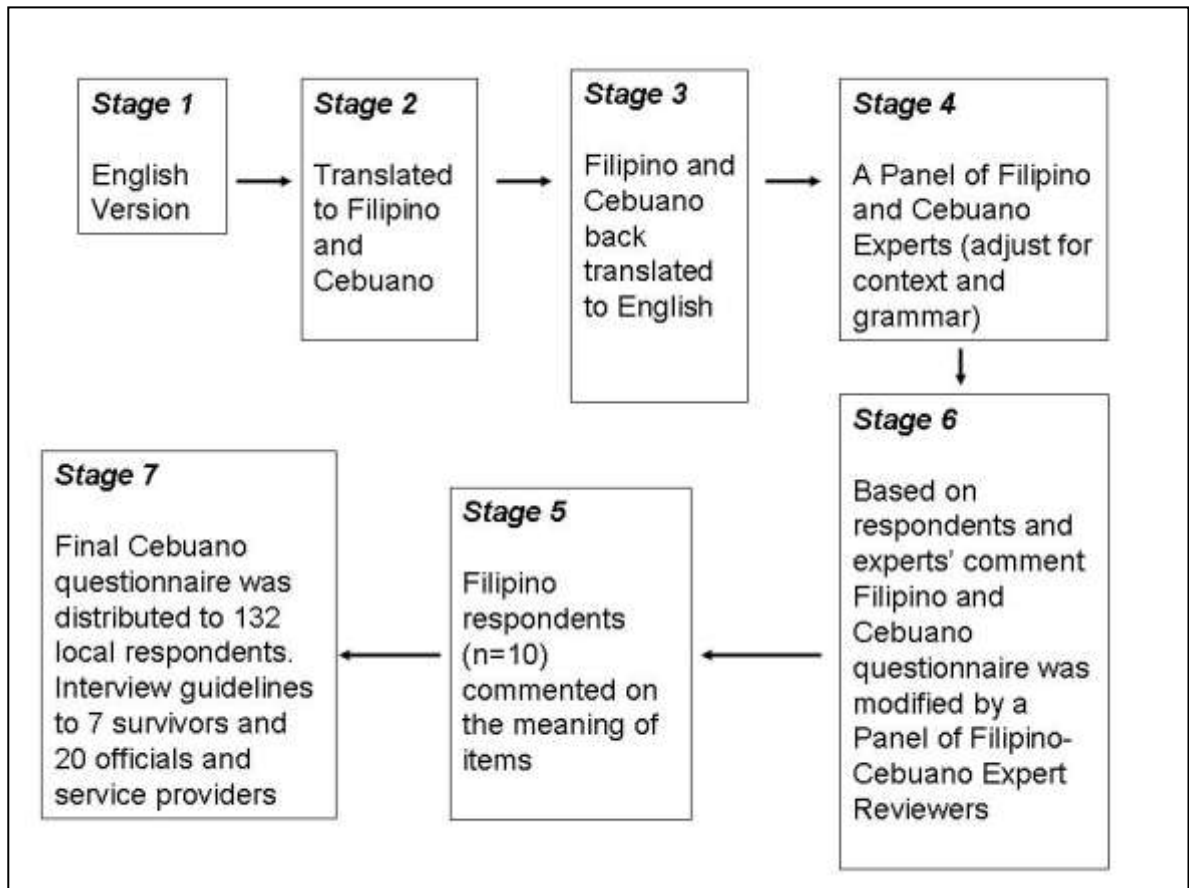 Stage 1
English
Version
Stage 2
Translated
to Filipino
and
Cebuano
Stage 3
Filipino and
Cebuano
back
translated
to English
Stage 4
A Panel of Filipino
and Cebuano
Experts (adjust for
context and
grammar)
Stage 6
Based on
respondents and
experts' comment
Filipino and
Cebuano
questionnaire was
modified by a
Panel of Filipino-
Cebuano Expert
Reviewers
Stage 5
Filipino
respondents
(n=10)
commented on
the meaning of
items
Stage 7
Final Cebuano
questionnaire was
distributed to 132
local respondents.
Interview guidelines
to 7 survivors and
20 officials and
service providers